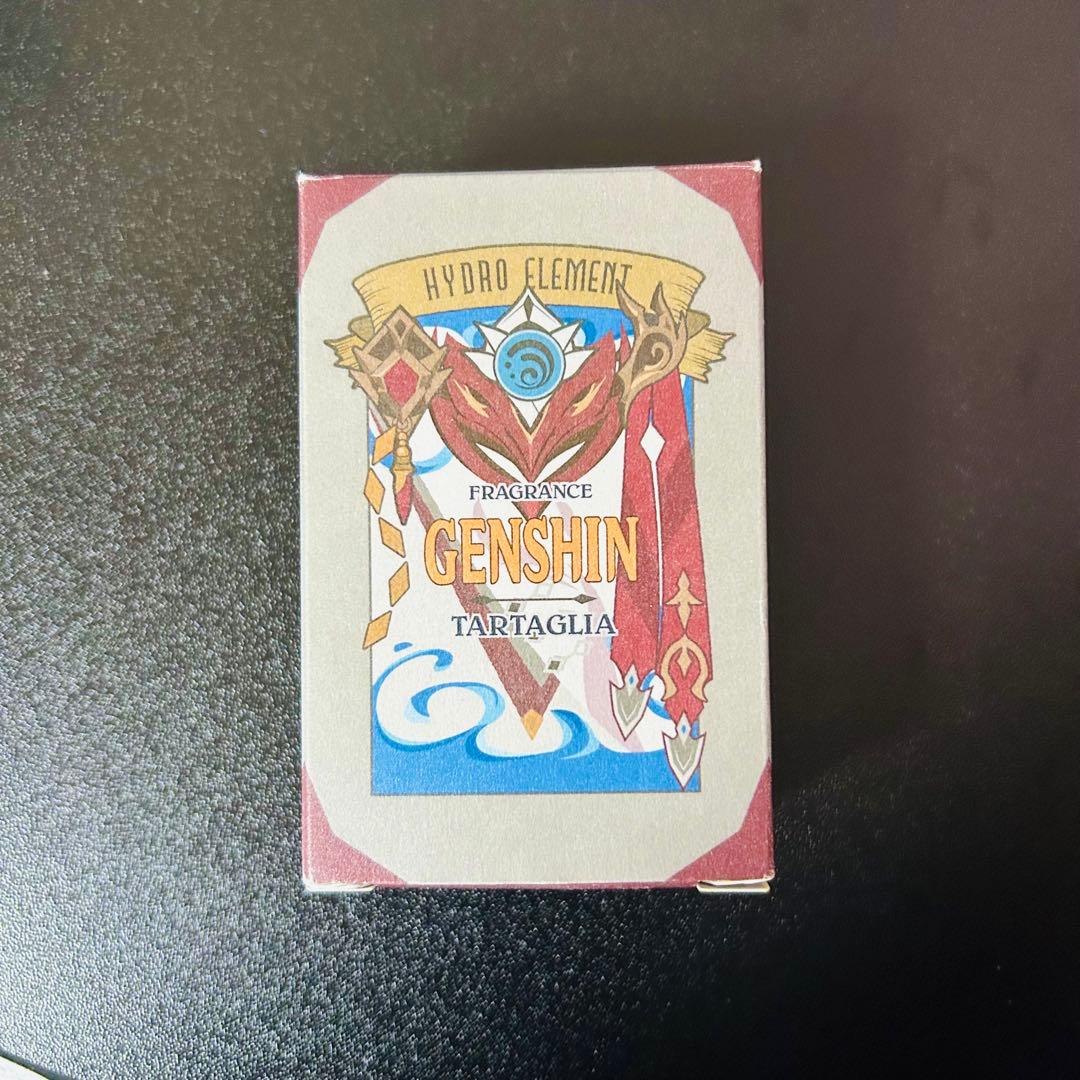 HYDRO ELEMENT
FRAGRANCE
GENSHIN
TARTAGLIA